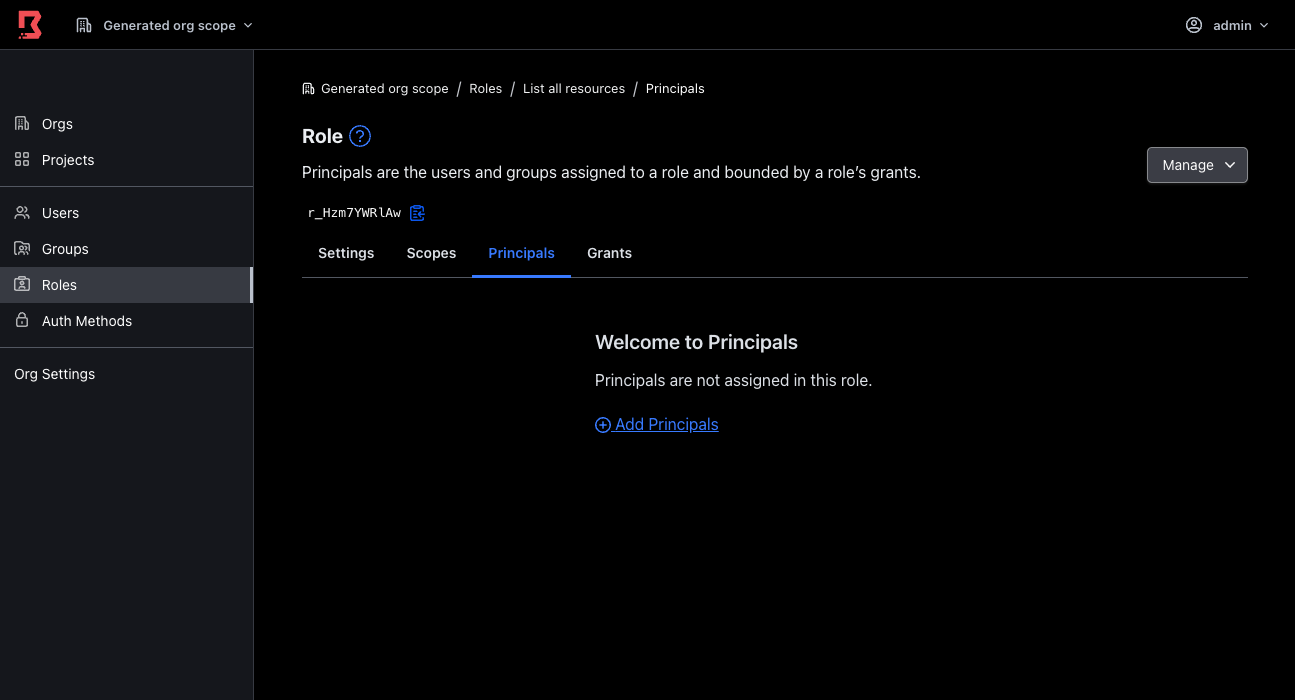 Generated org scope
admin
Orgs
Projects
Users
Groups
Roles
Auth Methods
Org Settings
Generated org scope / Roles / List all resources / Principals
Role
Principals are the users and groups assigned to a role and bounded by a role’s grants.
Manage
r_Hzm7YWRlAw
Settings Scopes Principals Grants
Welcome to Principals
Principals are not assigned in this role.
Add Principals